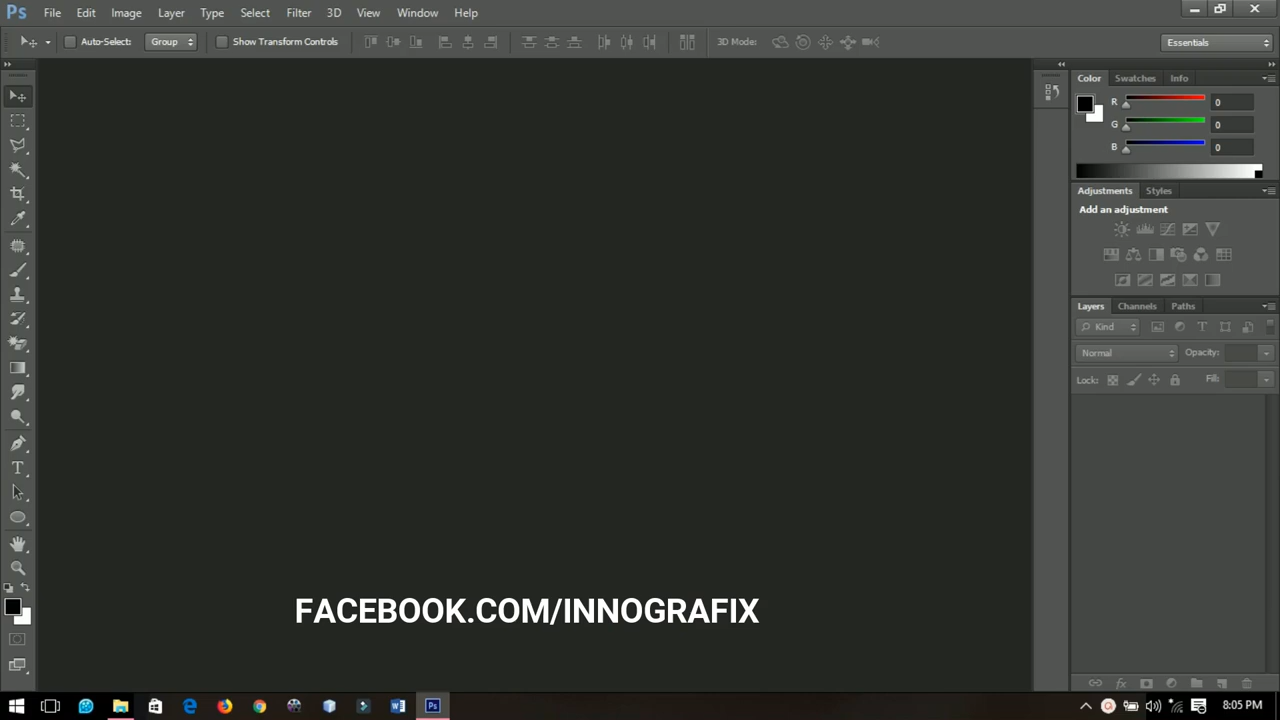 Ps File Edit Image Layer Type Select Filter 3D View Window Help
Auto-Select: Group Show Transform Controls 3D Mode: Essentials
Color Swatches Info
R 0
G 0
B 0
Adjustments Styles
Add an adjustment
Layers Channels Paths
Kind
Normal Opacity:
Lock: Fill:
FACEBOOK.COM/INNOGRAFIX
8:05 PM